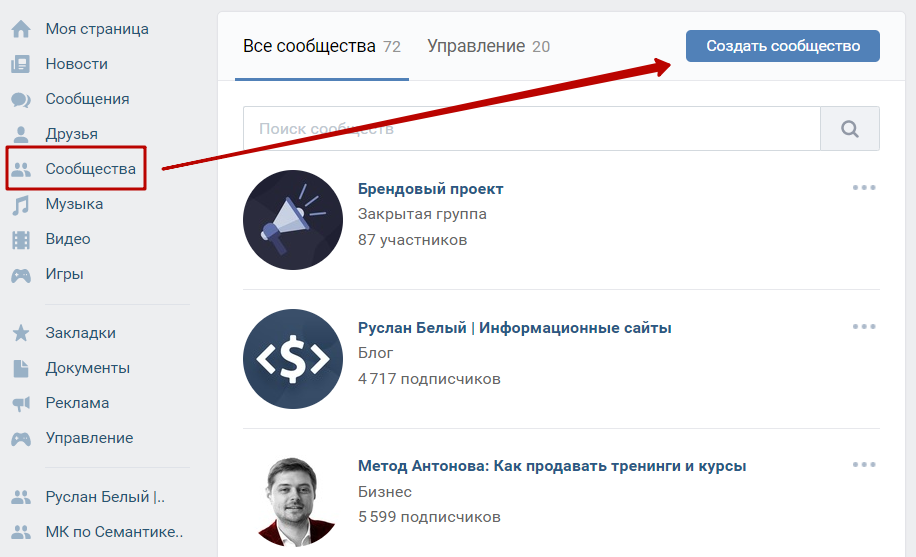 Моя страница
Новости
Сообщения
Друзья
Сообщества
Музыка
Видео
Игры
Закладки
Документы
Реклама
Управление
Руслан Белый |..
МК по Семантике..
Все сообщества 72 Управление 20 Создать сообщество
Поиск сообществ
Брендовый проект
Закрытая группа
87 участников
Руслан Белый | Информационные сайты
Блог
4 717 подписчиков
Метод Антонова: Как продавать тренинги и курсы
Бизнес
5 599 подписчиков